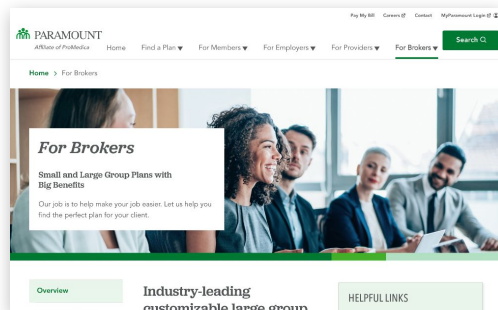 Pay My Bill Careers Contact MyParamount Login
PARAMOUNT
Affiliate of ProMedica
Home Find a Plan ▼ For Members ▼ For Employers ▼ For Providers ▼ For Brokers ▼
Search
Home > For Brokers
For Brokers
Small and Large Group Plans with
Big Benefits
Our job is to help make your job easier. Let us help you
find the perfect plan for your client.
Overview
Industry-leading
customizable large group
HELPFUL LINKS